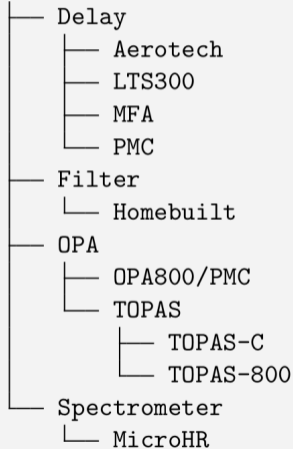 Delay
Aerotech
LTS300
MFA
PMC
Filter
Homebuilt
OPA
OPA800/PMC
TOPAS
TOPAS-C
TOPAS-800
Spectrometer
MicroHR